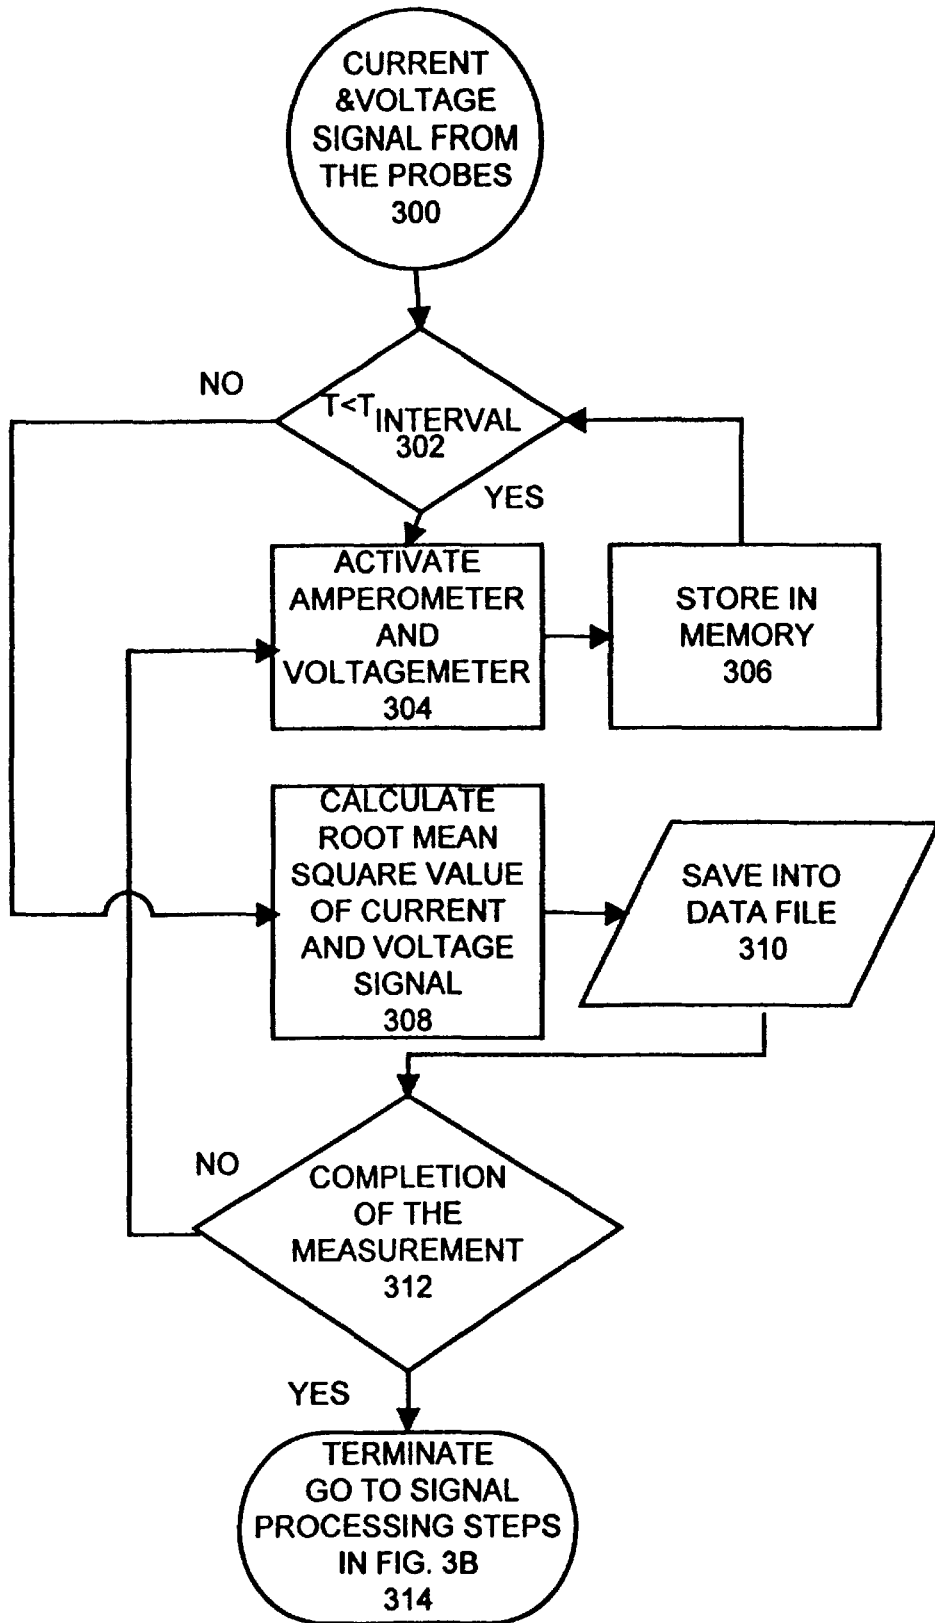 CURRENT
&VOLTAGE
SIGNAL FROM
THE PROBES
300
NO
T<TINTERVAL
302
YES
ACTIVATE
AMPEROMETER
AND
VOLTAGEMETER
304
STORE IN
MEMORY
306
CALCULATE
ROOT MEAN
SQUARE VALUE
OF CURRENT
AND VOLTAGE
SIGNAL
308
SAVE INTO
DATA FILE
310
NO
COMPLETION
OF THE
MEASUREMENT
312
YES
TERMINATE
GO TO SIGNAL
PROCESSING STEPS
IN FIG. 3B
314